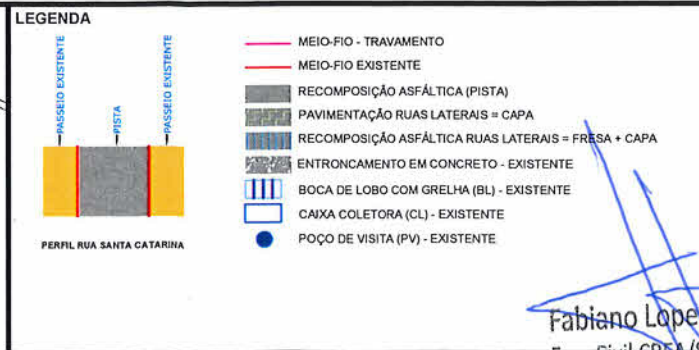 LEGENDA
PASSEIO EXISTENTE
PISTA
PASSEIO EXISTENTE
PERFIL RUA SANTA CATARINA
MEIO-FIO - TRAVAMENTO
MEIO-FIO EXISTENTE
RECOMPOSIÇÃO ASFÁLTICA (PISTA)
PAVIMENTAÇÃO RUAS LATERAIS = CAPA
RECOMPOSIÇÃO ASFÁLTICA RUAS LATERAIS = FRESA + CAPA
ENTRONCAMENTO EM CONCRETO - EXISTENTE
BOCA DE LOBO COM GRELHA (BL) - EXISTENTE
CAIXA COLETORA (CL) - EXISTENTE
POÇO DE VISITA (PV) - EXISTENTE
Fabiano Lope